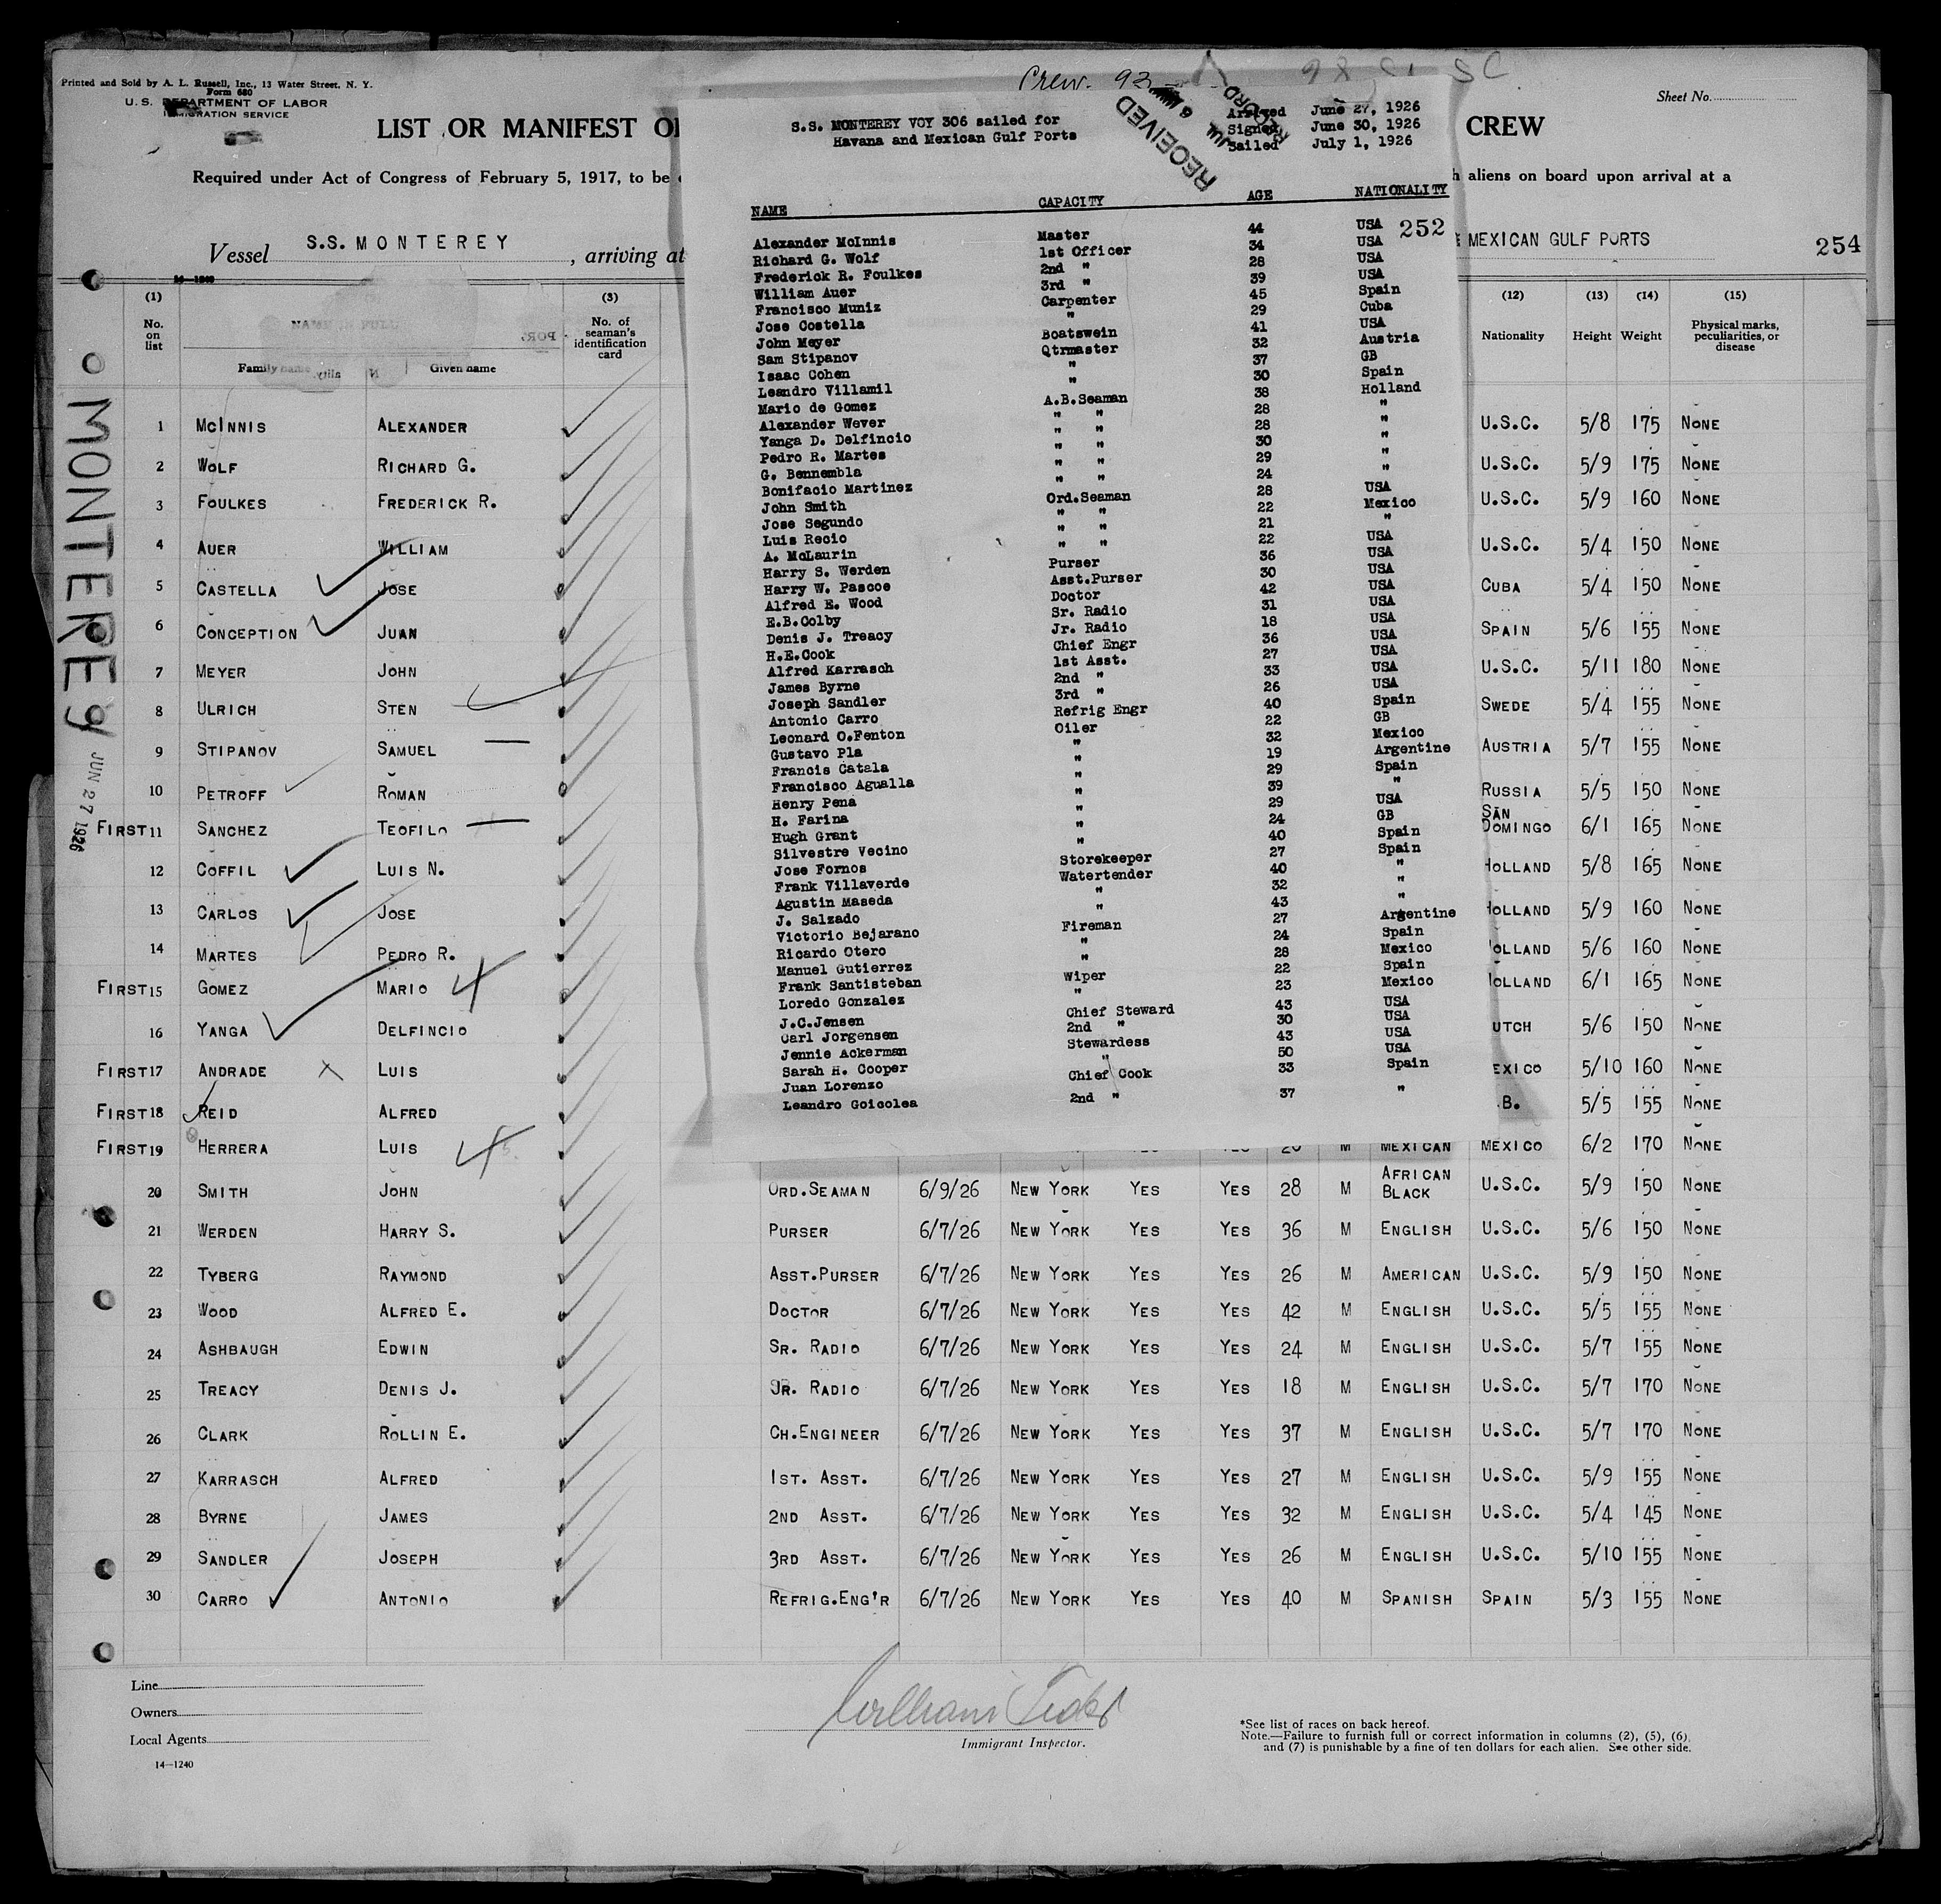 Printed and Sold by A. L. Russell, Inc., 13 Water Street, N. Y.
Form 680
U. S. DEPARTMENT OF LABOR
IMMIGRATION SERVICE
Crew. 93
Sheet No.
LIST OR MANIFEST O
CREW
Required under Act of Congress of February 5, 1917, to be
aliens on board upon arrival at a
Vessel S.S. MONTEREY, arriving at
MEXICAN GULF PORTS
254
14-1240
MONTEREY
JUN 27 1926
S.S. MONTEREY VOY 306 sailed for
Havana and Mexican Gulf Ports
Arrived June 27, 1926
Signed June 30, 1926
Sailed July 1, 1926
RECEIVED
JUL 6
RECORD
NAME CAPACITY AGE NATIONALITY
252
Alexander McInnis Master 44 USA
Richard G. Wolf 1st Officer 34 USA
Frederick R. Foulkes 2nd " 28 USA
William Auer 3rd " 39 USA
Francisco Muniz Carpenter 45 Spain
Jose Costella " 29 Cuba
John Meyer Boatswein 41 USA
Sam Stipanov Qtrmaster 32 Austria
Isaac Cohen " 37 GB
Leandro Villamil " 30 Spain
Mario de Gomez A.B.Seaman 38 Holland
Alexander Wever " " 28 "
Yanga D. Delfincio " " 28 "
Pedro R. Martes " " 30 "
G. Bennembla " " 29 "
Bonifacio Martinez " " 24 "
John Smith Ord.Seaman 28 USA
Jose Segundo " " 22 Mexico
Luis Recio " " 21 "
A. McLaurin " " 22 USA
Harry S. Werden Purser 36 USA
Harry W. Pascoe Asst.Purser 30 USA
Alfred E. Wood Doctor 42 USA
E.B.Colby Sr. Radio 31 USA
Denis J. Treacy Jr. Radio 18 USA
H.E.Cook Chief Engr 36 USA
Alfred Karrasch 1st Asst. 27 USA
James Byrne 2nd " 33 USA
Joseph Sandler 3rd " 26 USA
Antonio Carro Refrig Engr 40 Spain
Leonard O.Fenton Oiler 22 GB
Gustavo Pla " 32 Mexico
Francis Catala " 19 Argentine
Francisco Agualla " 29 Spain
Henry Pena " 39 "
H. Farina " 29 USA
Hugh Grant " 24 GB
Silvestre Vecino " 40 Spain
Jose Fornos Storekeeper 27 Spain
Frank Villaverde Watertender 40 "
Agustin Maseda " 32 "
J. Salzado " 43 "
Victorio Bejarano Fireman 27 Argentine
Ricardo Otero " 24 Spain
Manuel Gutierrez " 28 Mexico
Frank Santisteban Wiper 22 Spain
Loredo Gonzalez " 23 Mexico
J.C.Jensen Chief Steward 43 USA
Carl Jorgensen 2nd " 30 USA
Jennie Ackerman Stewardess 43 USA
Sarah H. Cooper " 50 USA
Juan Lorenzo Chief Cook 33 Spain
Leandro Goicolea 2nd " 37 "
(1) (3) (12) (13) (14) (15)
No. on list
NAME IN FULL
Family name Given name
No. of seaman's identification card
Nationality Height Weight Physical marks, peculiarities, or disease
1 McINNIS ALEXANDER U.S.C. 5/8 175 NONE
2 WOLF RICHARD G. U.S.C. 5/9 175 NONE
3 FOULKES FREDERICK R. U.S.C. 5/9 160 NONE
4 AUER WILLIAM U.S.C. 5/4 150 NONE
5 CASTELLA JOSE CUBA 5/4 150 NONE
6 CONCEPTION JUAN SPAIN 5/6 155 NONE
7 MEYER JOHN U.S.C. 5/11 180 NONE
8 ULRICH STEN SWEDE 5/4 155 NONE
9 STIPANOV SAMUEL AUSTRIA 5/7 155 NONE
10 PETROFF ROMAN RUSSIA 5/5 150 NONE
FIRST 11 SANCHEZ TEOFILO SAN DOMINGO 6/1 165 NONE
12 COFFIL LUIS N. HOLLAND 5/8 165 NONE
13 CARLOS JOSE HOLLAND 5/9 160 NONE
14 MARTES PEDRO R. OLLAND 5/6 160 NONE
FIRST 15 GOMEZ MARIO OLLAND 6/1 165 NONE
16 YANGA DELFINCIO UTCH 5/6 150 NONE
FIRST 17 ANDRADE LUIS EXICO 5/10 160 NONE
FIRST 18 REID ALFRED .B. 5/5 155 NONE
FIRST 19 HERRERA LUIS 20 M MEXICAN MEXICO 6/2 170 NONE
20 SMITH JOHN ORD.SEAMAN 6/9/26 NEW YORK YES YES 28 M AFRICAN BLACK U.S.C. 5/9 150 NONE
21 WERDEN HARRY S. PURSER 6/7/26 NEW YORK YES YES 36 M ENGLISH U.S.C. 5/6 150 NONE
22 TYBERG RAYMOND ASST.PURSER 6/7/26 NEW YORK YES YES 26 M AMERICAN U.S.C. 5/9 150 NONE
23 WOOD ALFRED E. DOCTOR 6/7/26 NEW YORK YES YES 42 M ENGLISH U.S.C. 5/5 155 NONE
24 ASHBAUGH EDWIN SR. RADIO 6/7/26 NEW YORK YES YES 24 M ENGLISH U.S.C. 5/7 155 NONE
25 TREACY DENIS J. JR. RADIO 6/7/26 NEW YORK YES YES 18 M ENGLISH U.S.C. 5/7 170 NONE
26 CLARK ROLLIN E. CH.ENGINEER 6/7/26 NEW YORK YES YES 37 M ENGLISH U.S.C. 5/7 170 NONE
27 KARRASCH ALFRED 1ST. ASST. 6/7/26 NEW YORK YES YES 27 M ENGLISH U.S.C. 5/9 155 NONE
28 BYRNE JAMES 2ND ASST. 6/7/26 NEW YORK YES YES 32 M ENGLISH U.S.C. 5/4 145 NONE
29 SANDLER JOSEPH 3RD ASST. 6/7/26 NEW YORK YES YES 26 M ENGLISH U.S.C. 5/10 155 NONE
30 CARRO ANTONIO REFRIG.ENG'R 6/7/26 NEW YORK YES YES 40 M SPANISH SPAIN 5/3 155 NONE
Line
Owners
Local Agents
14-1240
William
Immigrant Inspector.
*See list of races on back hereof.
Note.—Failure to furnish full or correct information in columns (2), (5), (6)
and (7) is punishable by a fine of ten dollars for each alien. See other side.